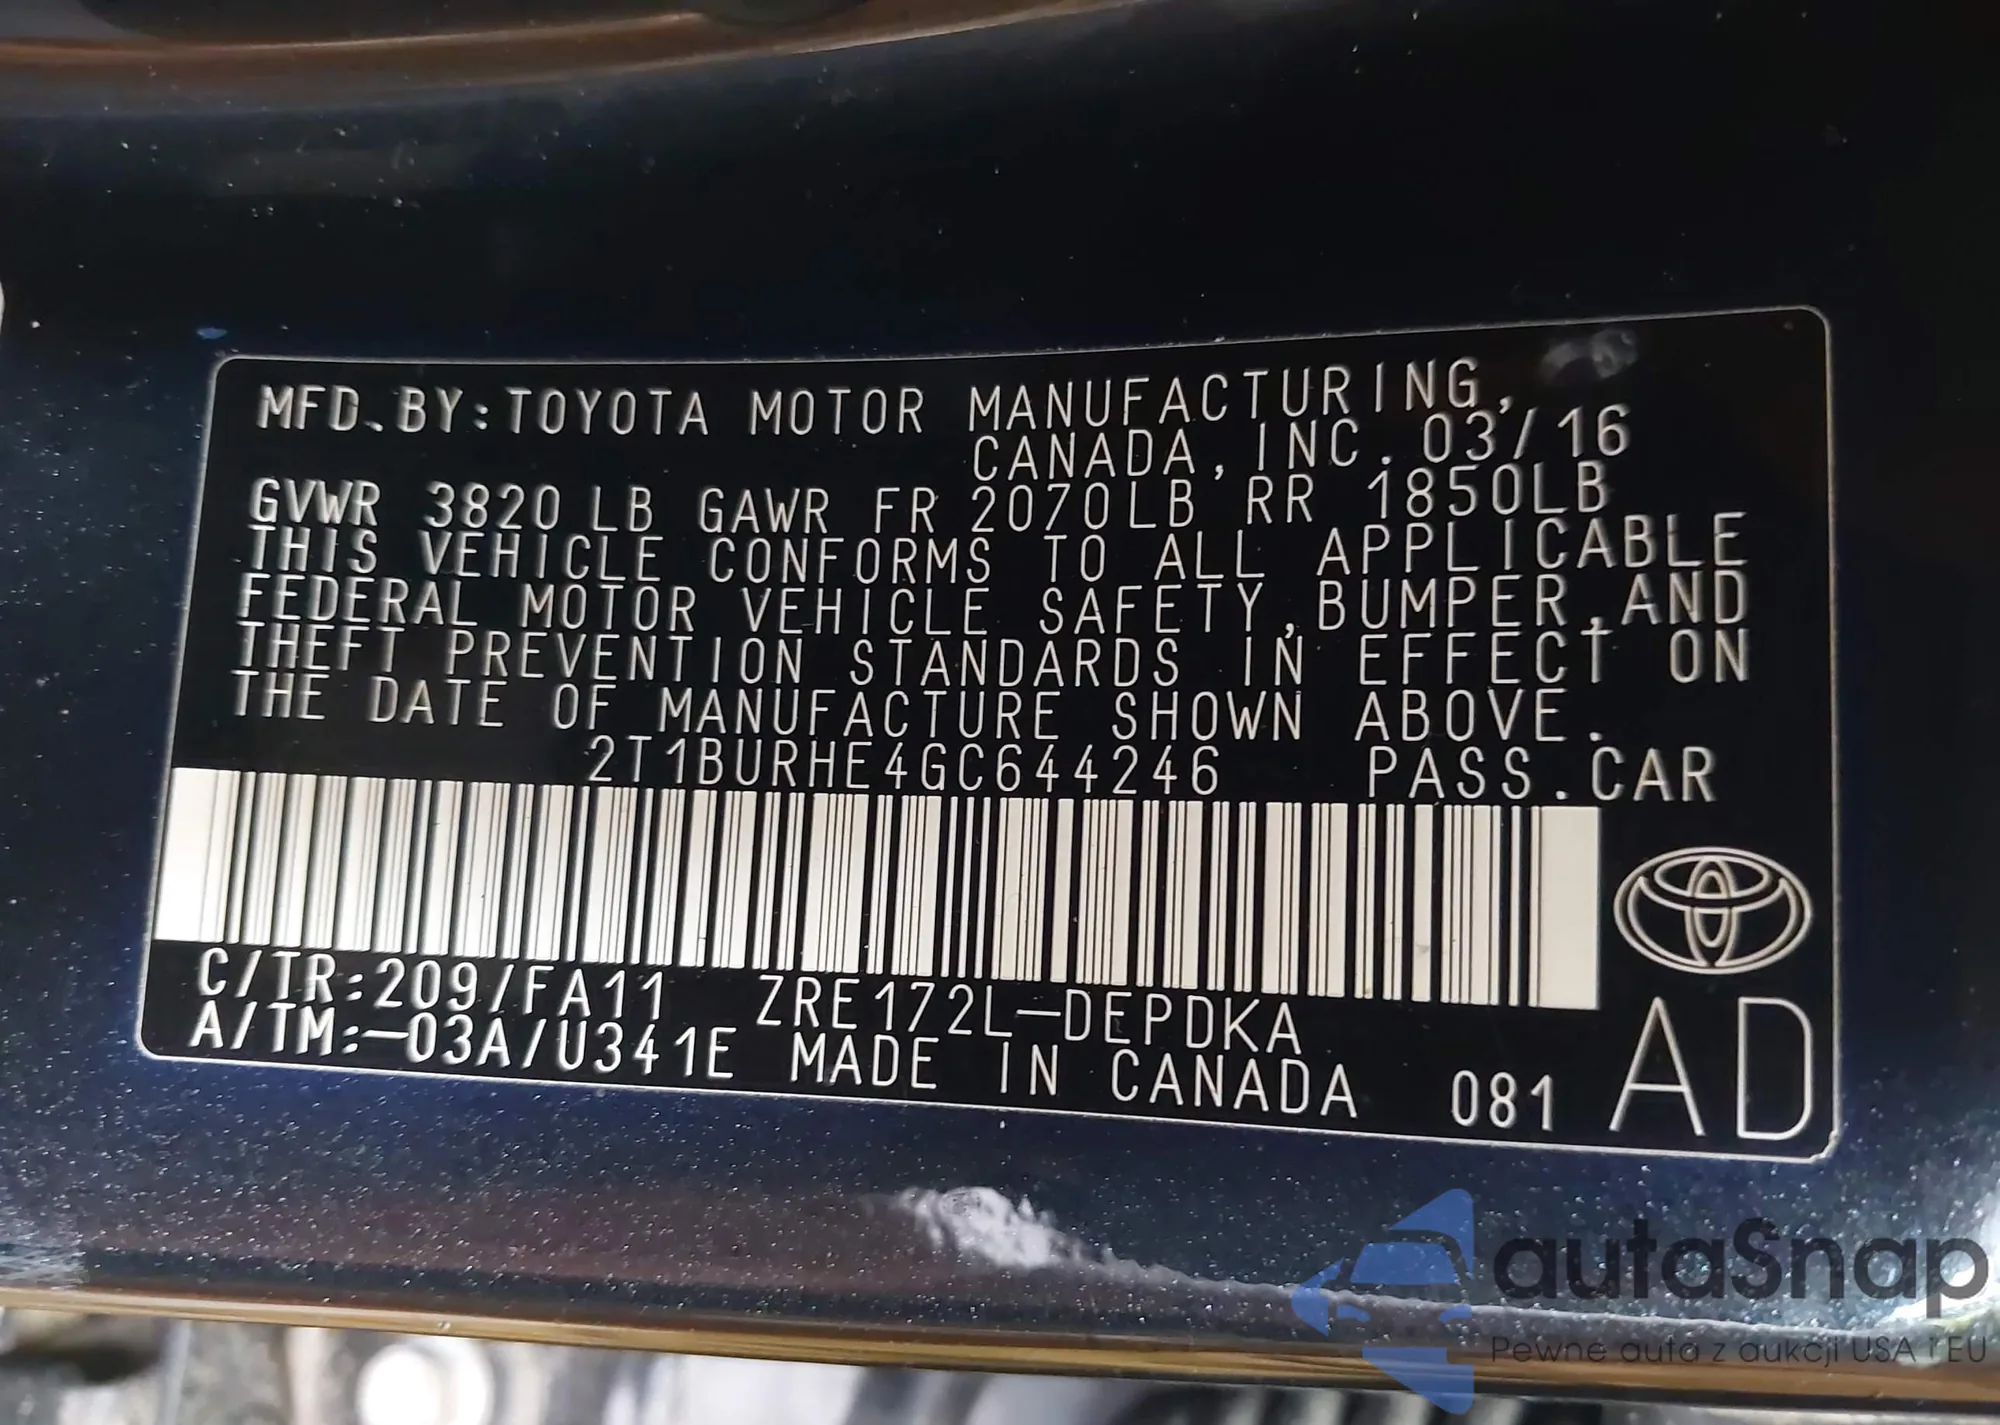 MFD. BY: TOYOTA MOTOR MANUFACTURING,
CANADA, INC. 03/16
GVWR 3820 LB GAWR FR 2070LB RR 1850LB
THIS VEHICLE CONFORMS TO ALL APPLICABLE
FEDERAL MOTOR VEHICLE SAFETY, BUMPER, AND
THEFT PREVENTION STANDARDS IN EFFECT ON
THE DATE OF MANUFACTURE SHOWN ABOVE.
2T1BURHE4GC644246 PASS.CAR
C/TR:209/FA11 ZRE172L-DEPDKA
A/TM:-03A/U341E MADE IN CANADA 081 AD
autaSnap
Pewne auta z aukcji USA i EU